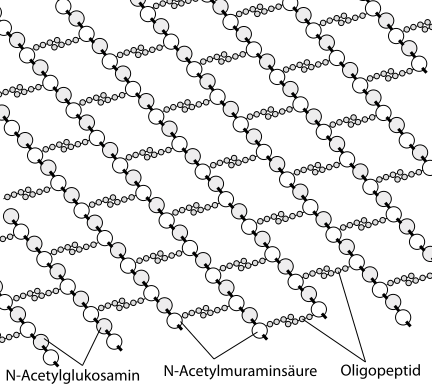 N-Acetylglukosamin
N-Acetylmuraminsäure
Oligopeptid